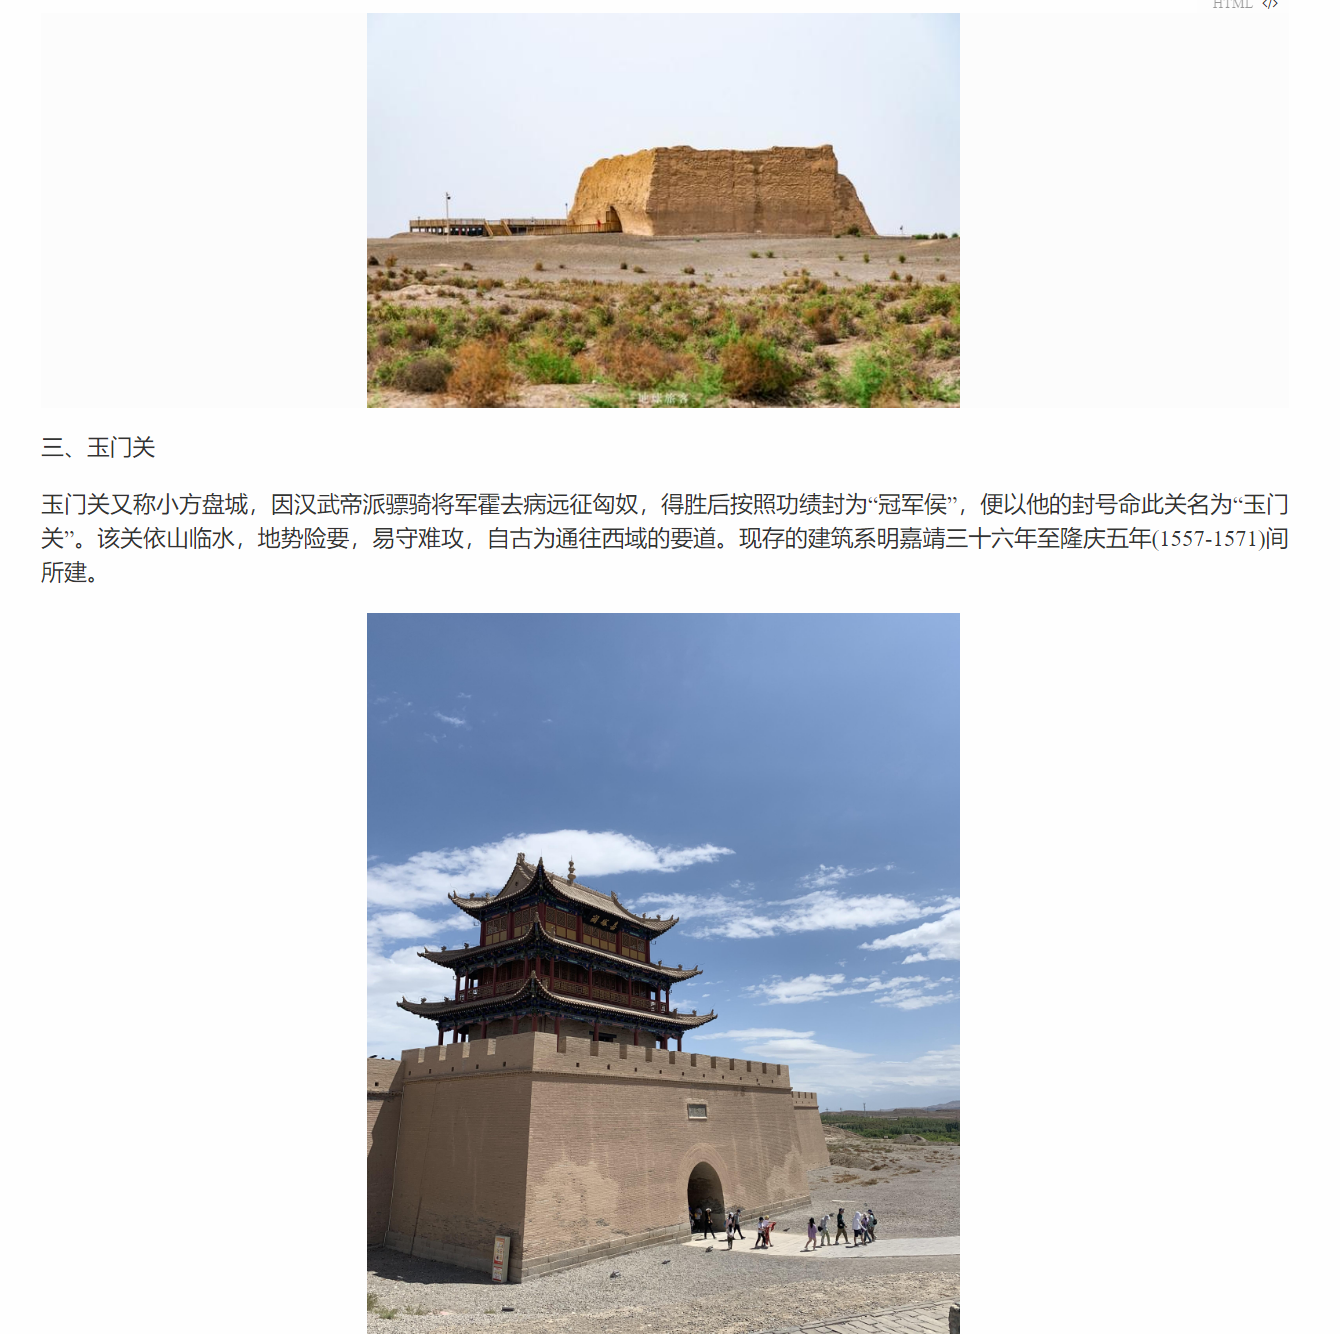 HTML </>
地球旅客
三、玉门关
玉门关又称小方盘城，因汉武帝派骠骑将军霍去病远征匈奴，得胜后按照功绩封为“冠军侯”，便以他的封号命此关名为“玉门
关”。该关依山临水，地势险要，易守难攻，自古为通往西域的要道。现存的建筑系明嘉靖三十六年至隆庆五年(1557-1571)间
所建。